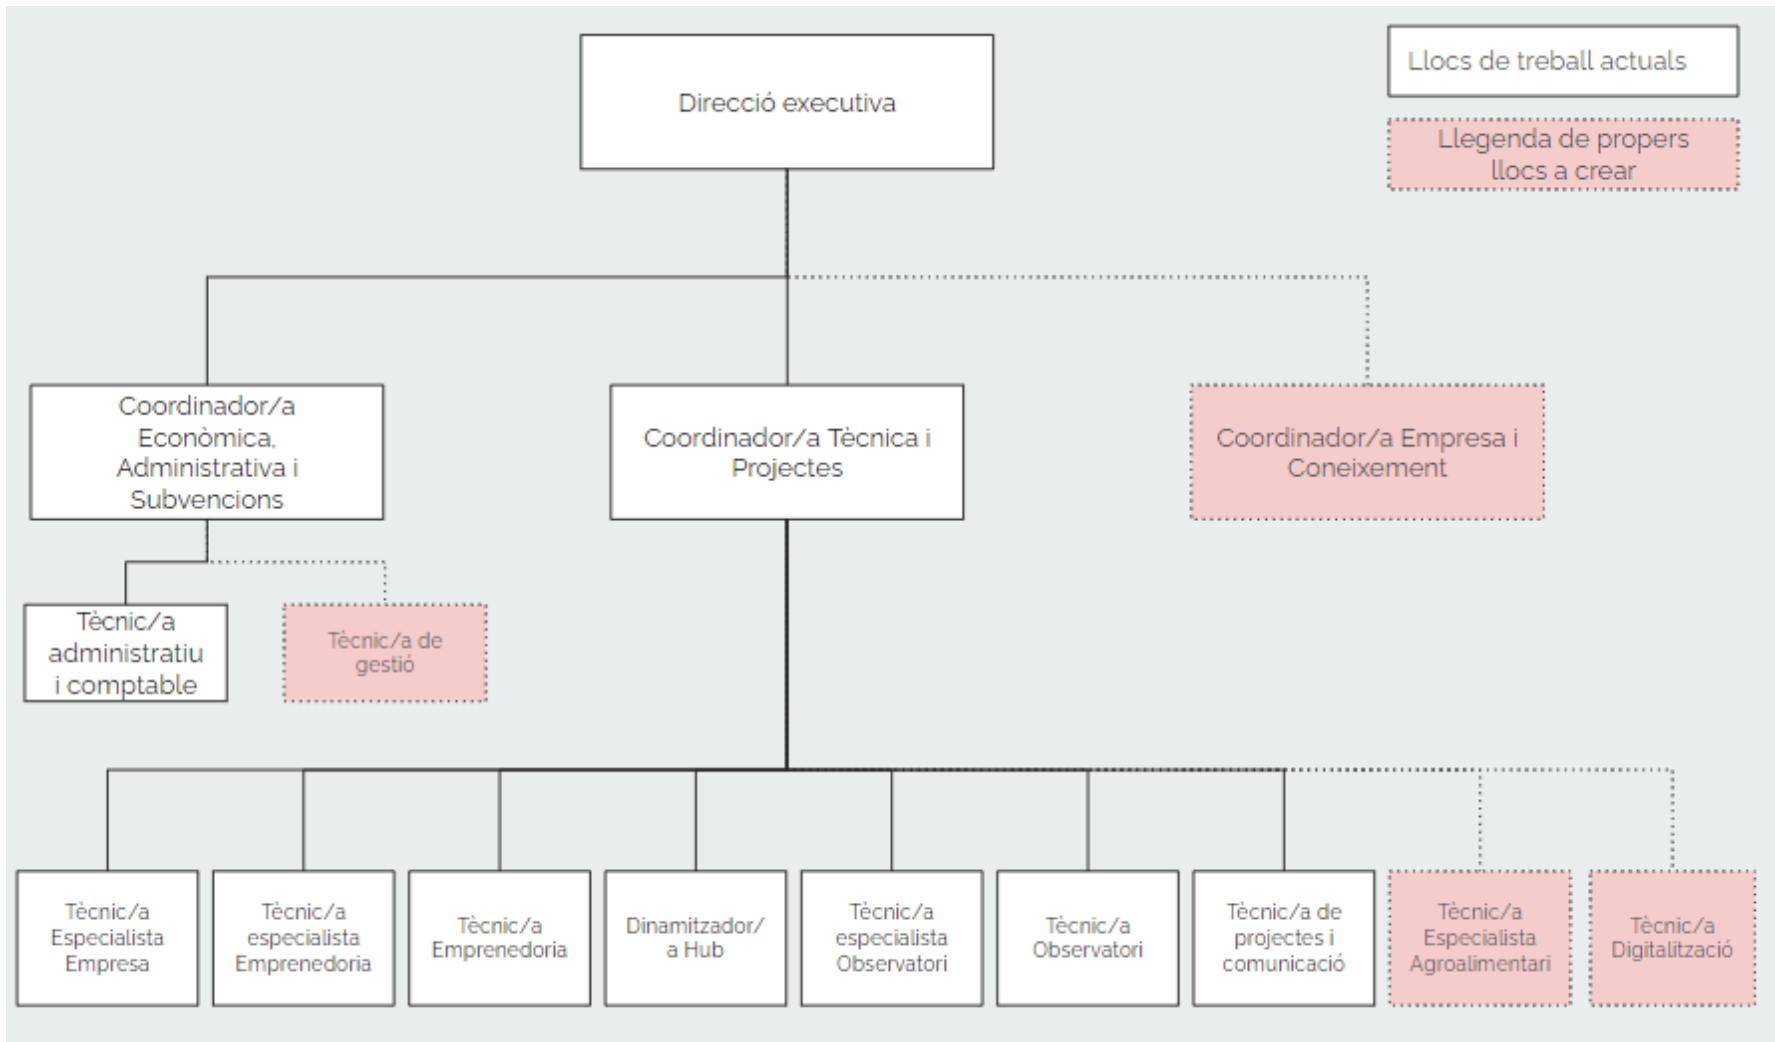 Direcció executiva
Llocs de treball actuals
Llegenda de propers
llocs a crear
Coordinador/a
Econòmica,
Administrativa i
Subvencions
Coordinador/a Tècnica i
Projectes
Coordinador/a Empresa i
Coneixement
Tècnic/a
administratiu
i comptable
Tècnic/a de
gestió
Tècnic/a
Especialista
Empresa
Tècnic/a
especialista
Emprenedoria
Tècnic/a
Emprenedoria
Dinamitzador/
a Hub
Tècnic/a
especialista
Observatori
Tècnic/a
Observatori
Tècnic/a de
projectes i
comunicació
Tècnic/a
Especialista
Agroalimentari
Tècnic/a
Digitalització